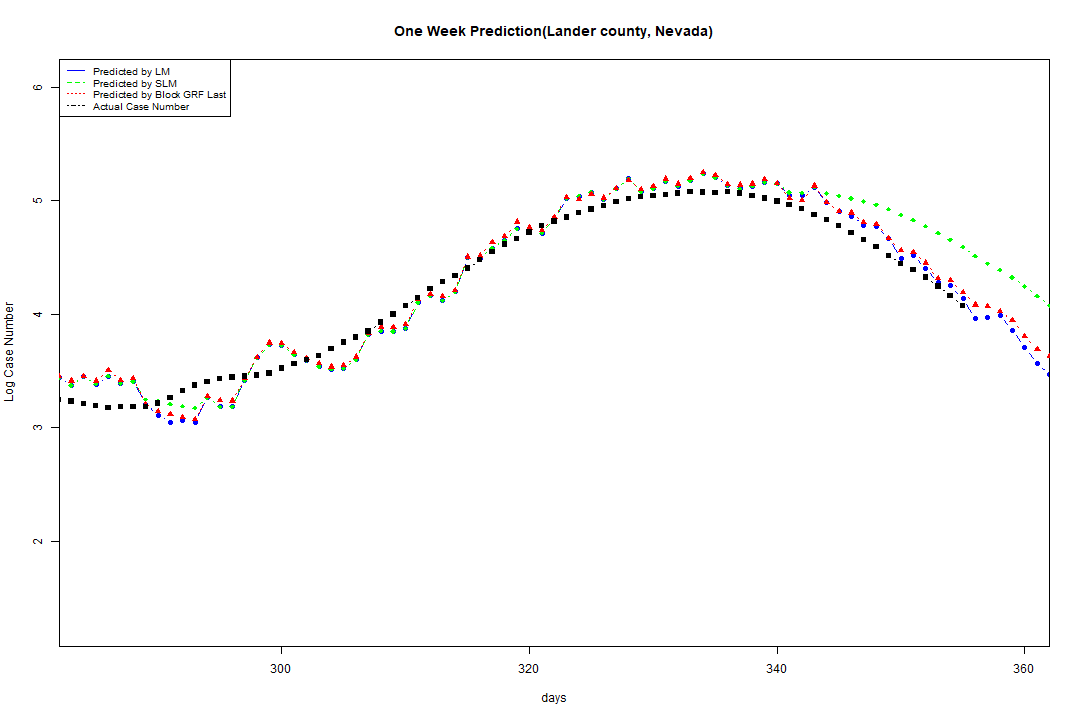 One Week Prediction(Lander county, Nevada)
Predicted by LM
Predicted by SLM
Predicted by Block GRF Last
Actual Case Number
6
5
4
3
2
Log Case Number
300
320
340
360
days